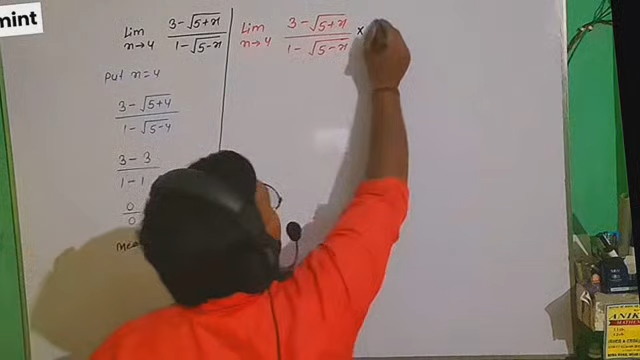 mint
Lim n→4 3-√5+n / 1-√5-n
Put n=4
3-√5+4 / 1-√5-4
3-3 / 1-1
0/0
Lim n→4 3-√5+n / 1-√5-n ×